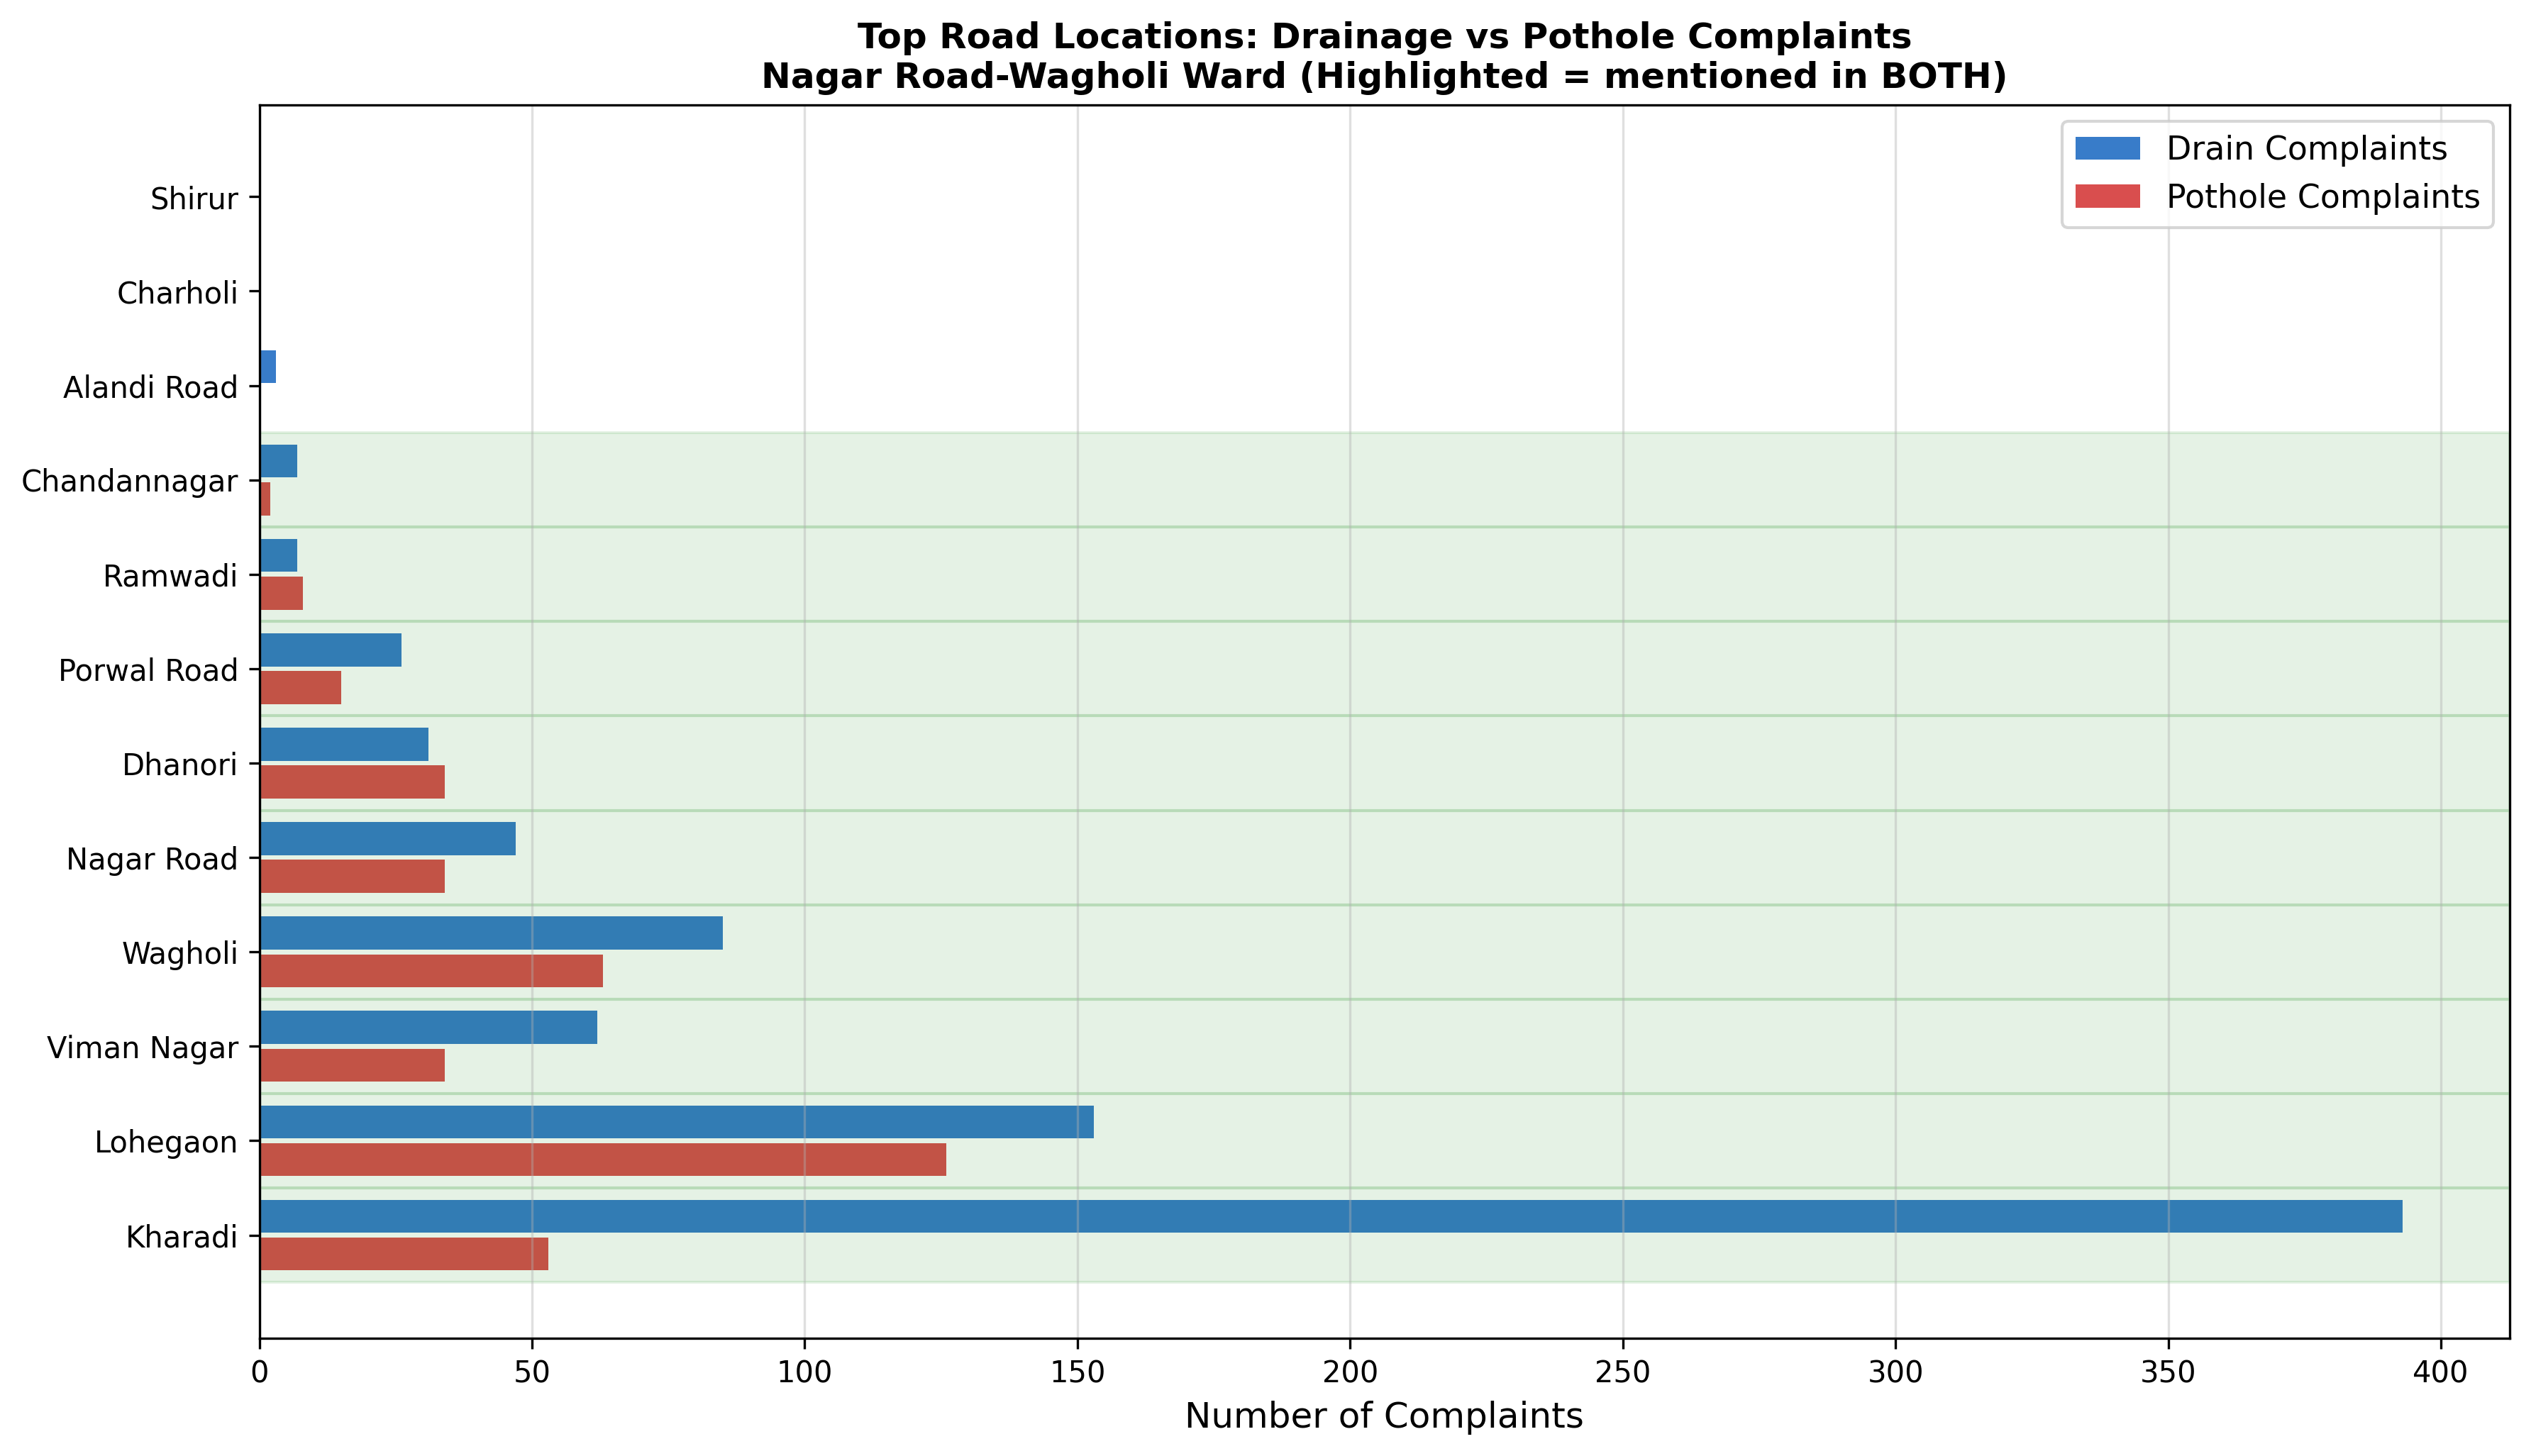 Top Road Locations: Drainage vs Pothole Complaints
Nagar Road-Wagholi Ward (Highlighted = mentioned in BOTH)
Drain Complaints
Pothole Complaints
Shirur
Charholi
Alandi Road
Chandannagar
Ramwadi
Porwal Road
Dhanori
Nagar Road
Wagholi
Viman Nagar
Lohegaon
Kharadi
0 50 100 150 200 250 300 350 400
Number of Complaints